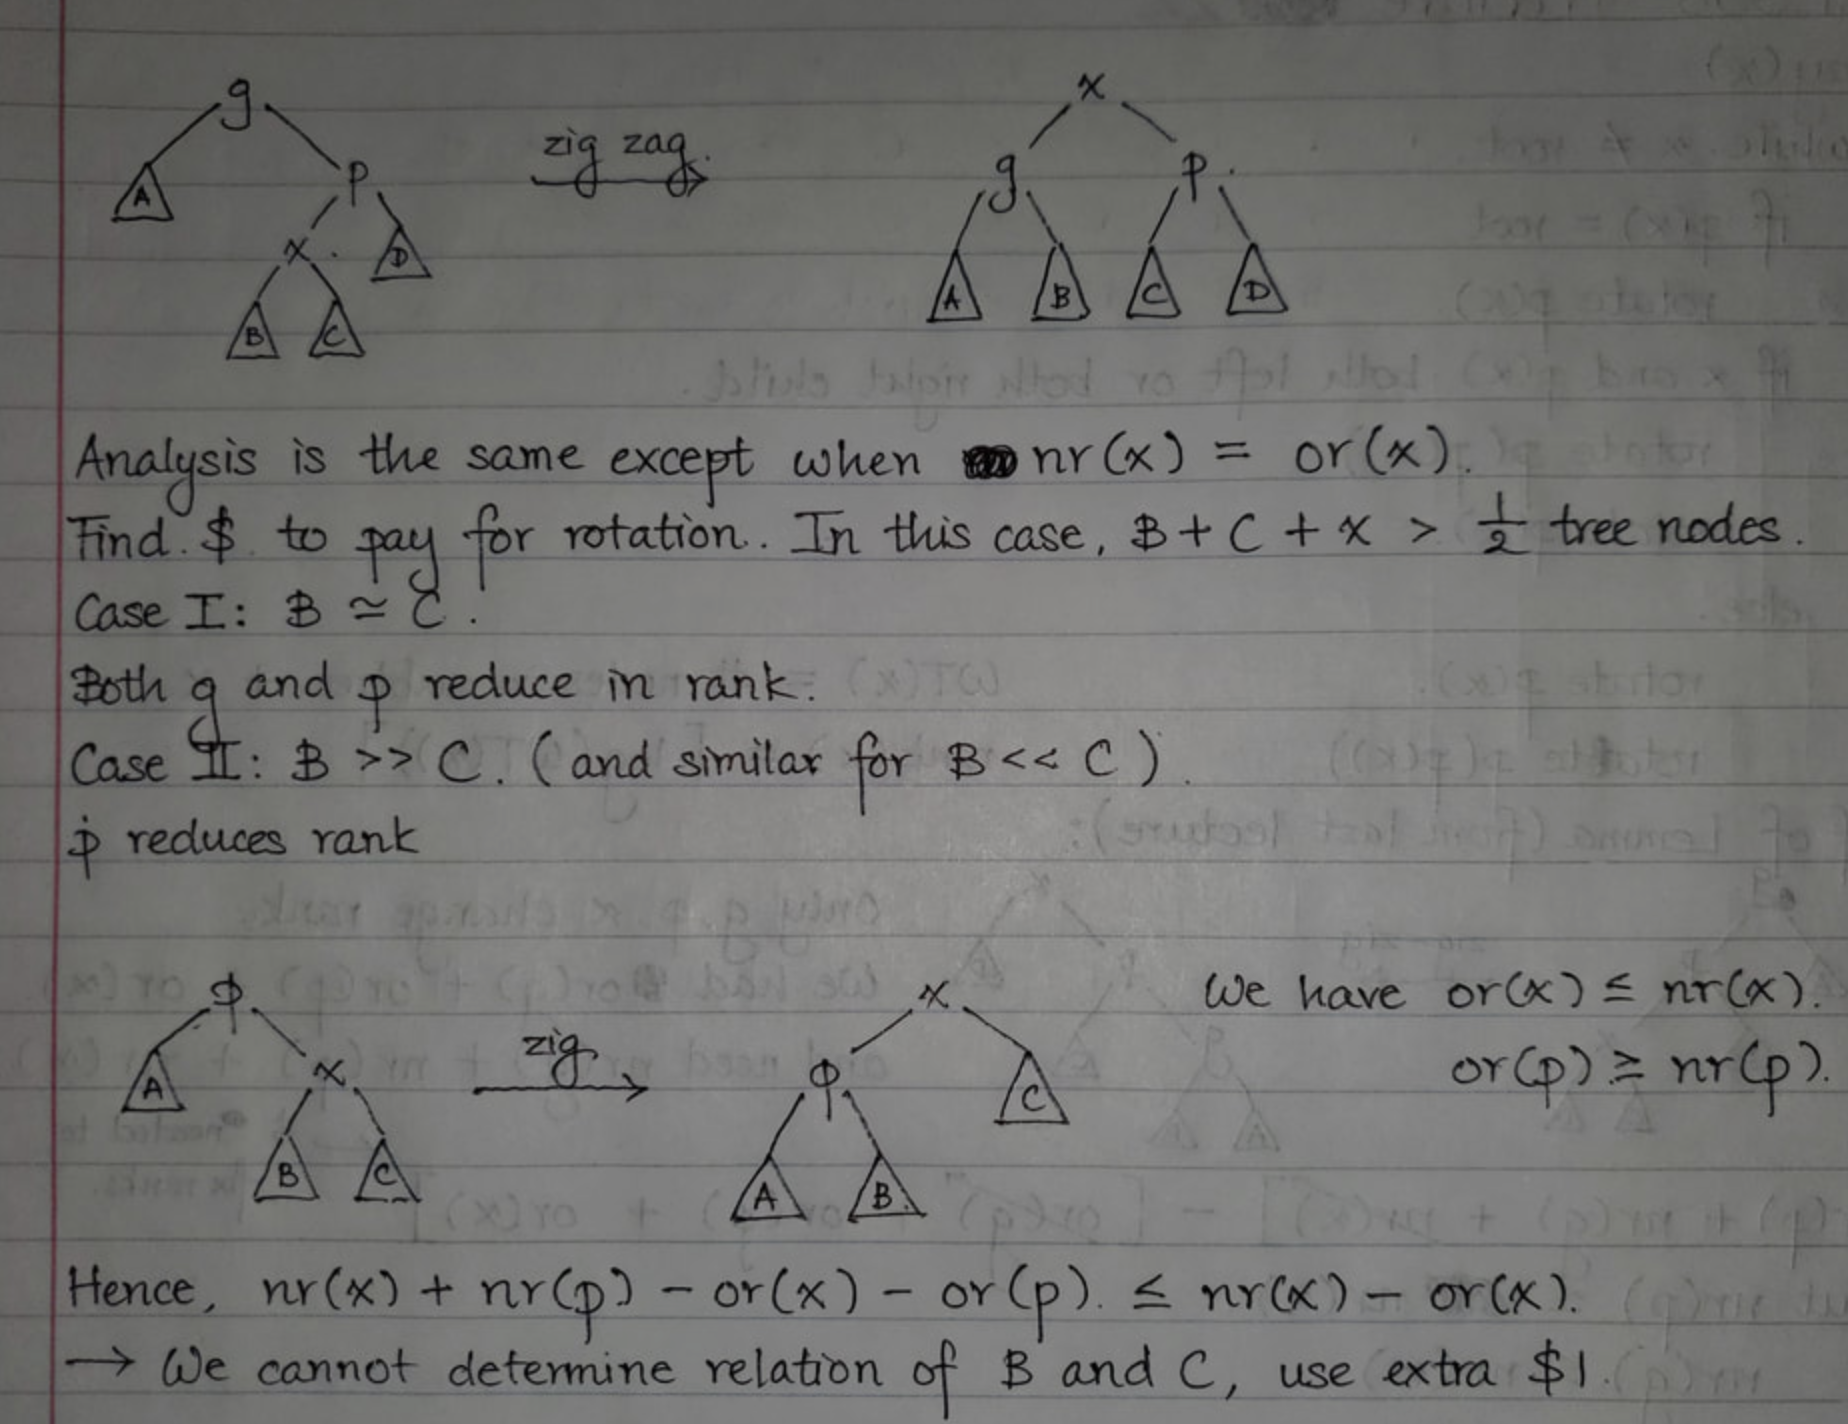 g x
zig zag.
A p g p
x D
B C A B C D
Analysis is the same except when nr(x) = or(x).
Find $ to pay for rotation. In this case, B + C + x > 1/2 tree nodes.
Case I: B ≃ C.
Both g and p reduce in rank.
Case II: B >> C. (and similar for B << C).
p reduces rank
p x We have or(x) ≤ nr(x).
zig
A x p C or(p) ≥ nr(p).
B C A B
Hence, nr(x) + nr(p) - or(x) - or(p). ≤ nr(x) - or(x).
→ We cannot determine relation of B and C, use extra $1.